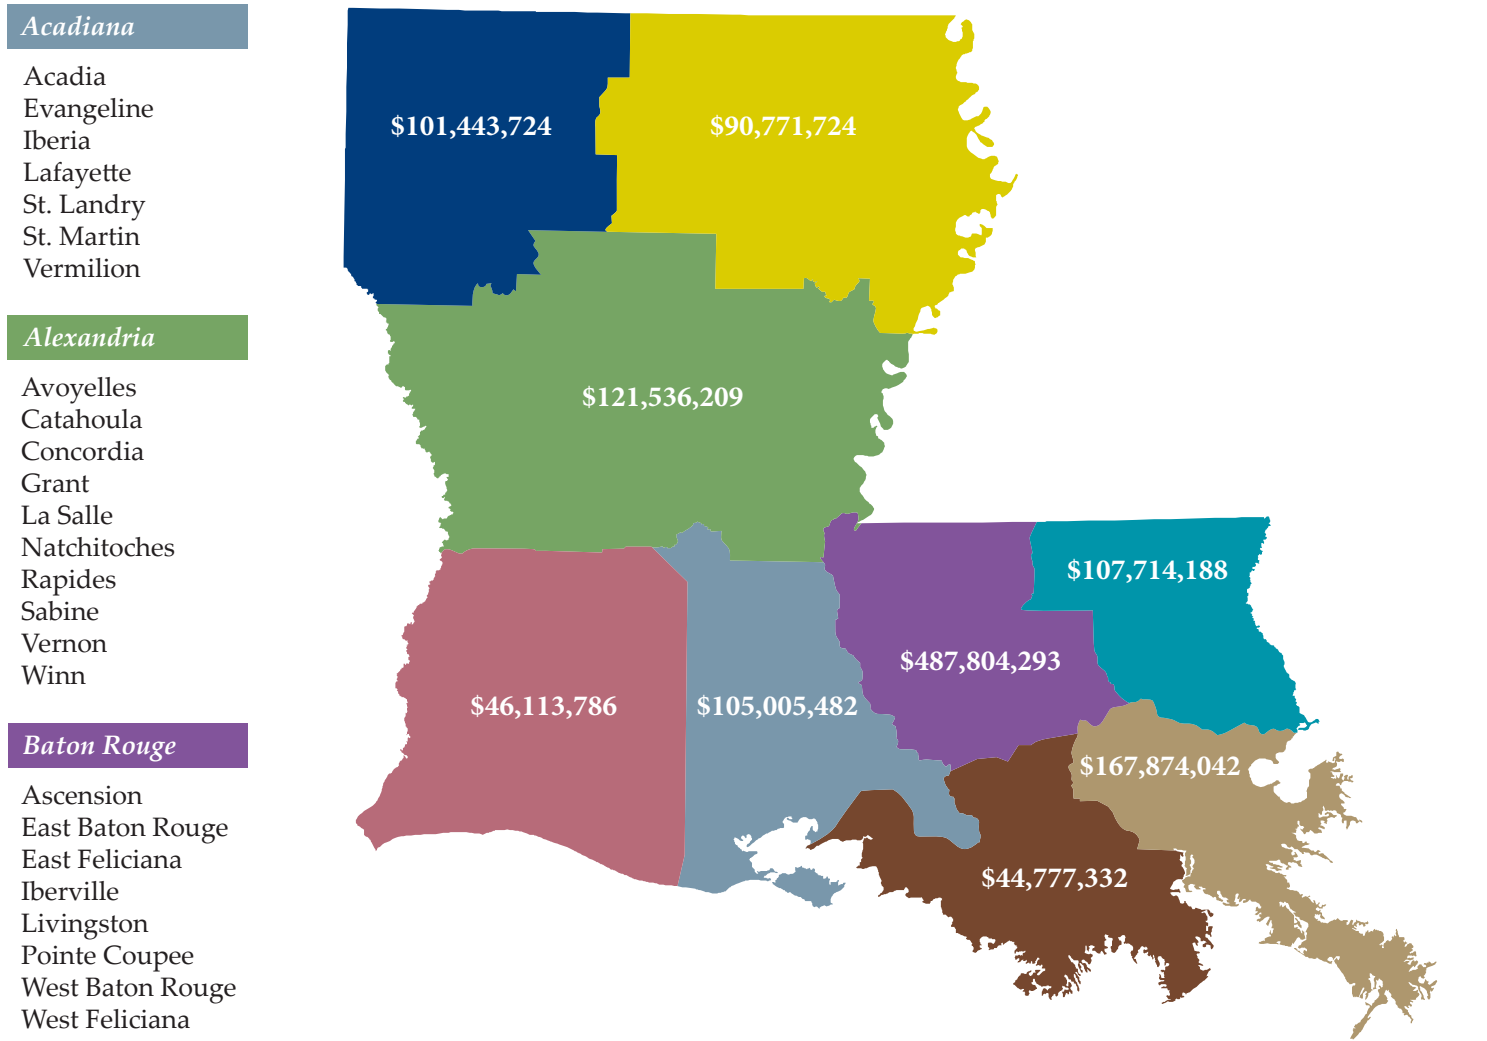 Acadiana
Acadia
Evangeline
Iberia
Lafayette
St. Landry
St. Martin
Vermilion
Alexandria
Avoyelles
Catahoula
Concordia
Grant
La Salle
Natchitoches
Rapides
Sabine
Vernon
Winn
Baton Rouge
Ascension
East Baton Rouge
East Feliciana
Iberville
Livingston
Pointe Coupee
West Baton Rouge
West Feliciana
$101,443,724
$90,771,724
$121,536,209
$107,714,188
$487,804,293
$46,113,786
$105,005,482
$167,874,042
$44,777,332